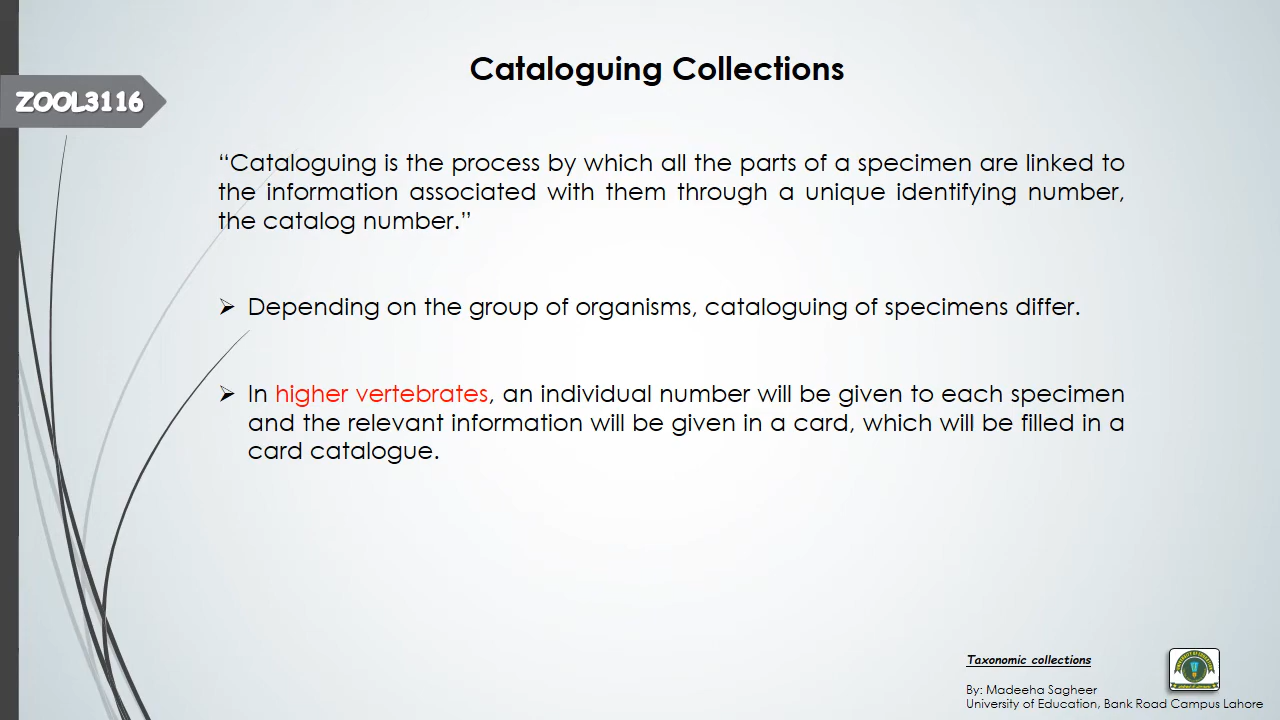 Cataloguing Collections
ZOOL3116
“Cataloguing is the process by which all the parts of a specimen are linked to
the information associated with them through a unique identifying number,
the catalog number.”
➢ Depending on the group of organisms, cataloguing of specimens differ.
➢ In higher vertebrates, an individual number will be given to each specimen
and the relevant information will be given in a card, which will be filled in a
card catalogue.
Taxonomic collections
By: Madeeha Sagheer
University of Education, Bank Road Campus Lahore